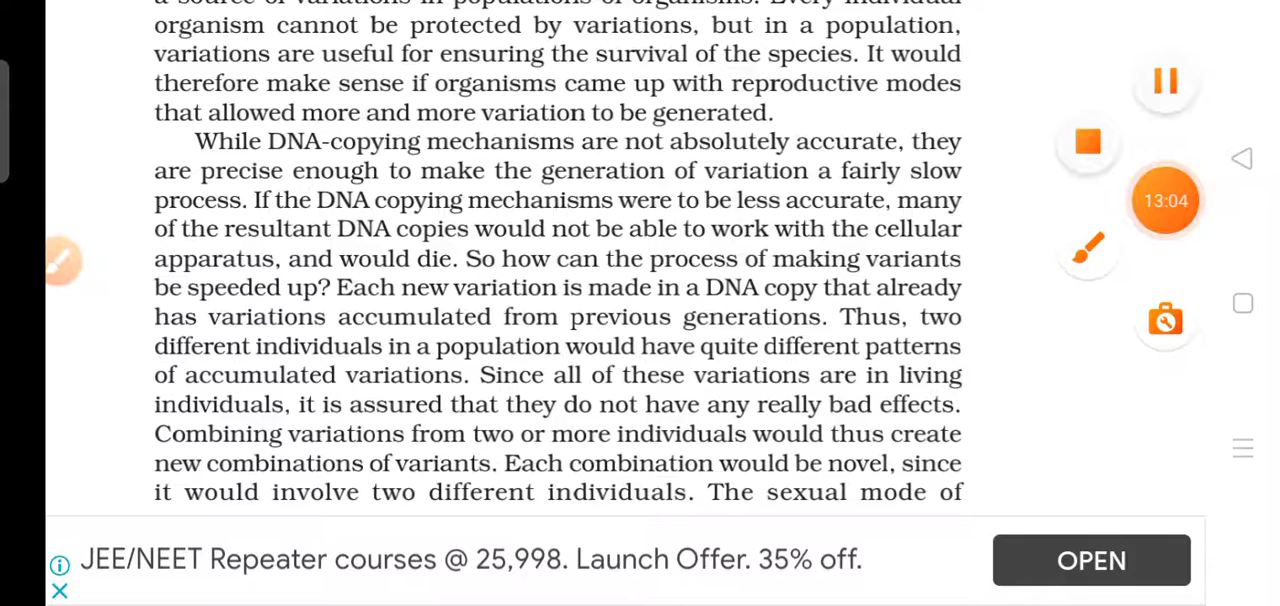 a source of variations in populations of organisms. Every individual
organism cannot be protected by variations, but in a population,
variations are useful for ensuring the survival of the species. It would
therefore make sense if organisms came up with reproductive modes
that allowed more and more variation to be generated.
While DNA-copying mechanisms are not absolutely accurate, they
are precise enough to make the generation of variation a fairly slow
process. If the DNA copying mechanisms were to be less accurate, many
of the resultant DNA copies would not be able to work with the cellular
apparatus, and would die. So how can the process of making variants
be speeded up? Each new variation is made in a DNA copy that already
has variations accumulated from previous generations. Thus, two
different individuals in a population would have quite different patterns
of accumulated variations. Since all of these variations are in living
individuals, it is assured that they do not have any really bad effects.
Combining variations from two or more individuals would thus create
new combinations of variants. Each combination would be novel, since
it would involve two different individuals. The sexual mode of
13:04
JEE/NEET Repeater courses @ 25,998. Launch Offer. 35% off.
OPEN